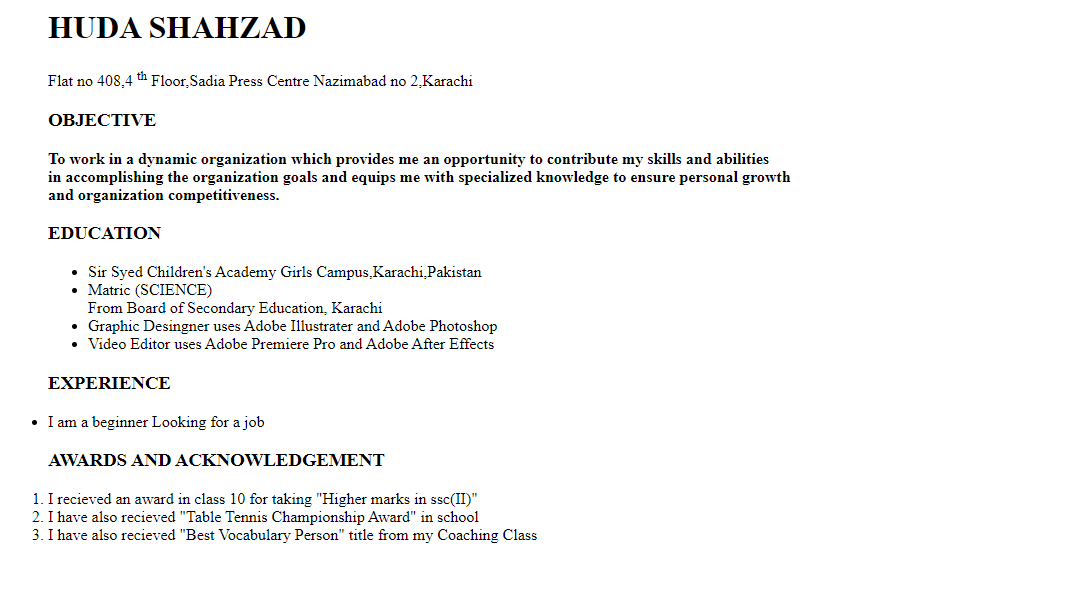 HUDA SHAHZAD
Flat no 408,4 th Floor,Sadia Press Centre Nazimabad no 2,Karachi
OBJECTIVE
To work in a dynamic organization which provides me an opportunity to contribute my skills and abilities
in accomplishing the organization goals and equips me with specialized knowledge to ensure personal growth
and organization competitiveness.
EDUCATION
• Sir Syed Children's Academy Girls Campus,Karachi,Pakistan
• Matric (SCIENCE)
From Board of Secondary Education, Karachi
• Graphic Desingner uses Adobe Illustrater and Adobe Photoshop
• Video Editor uses Adobe Premiere Pro and Adobe After Effects
EXPERIENCE
• I am a beginner Looking for a job
AWARDS AND ACKNOWLEDGEMENT
1. I recieved an award in class 10 for taking "Higher marks in ssc(II)"
2. I have also recieved "Table Tennis Championship Award" in school
3. I have also recieved "Best Vocabulary Person" title from my Coaching Class